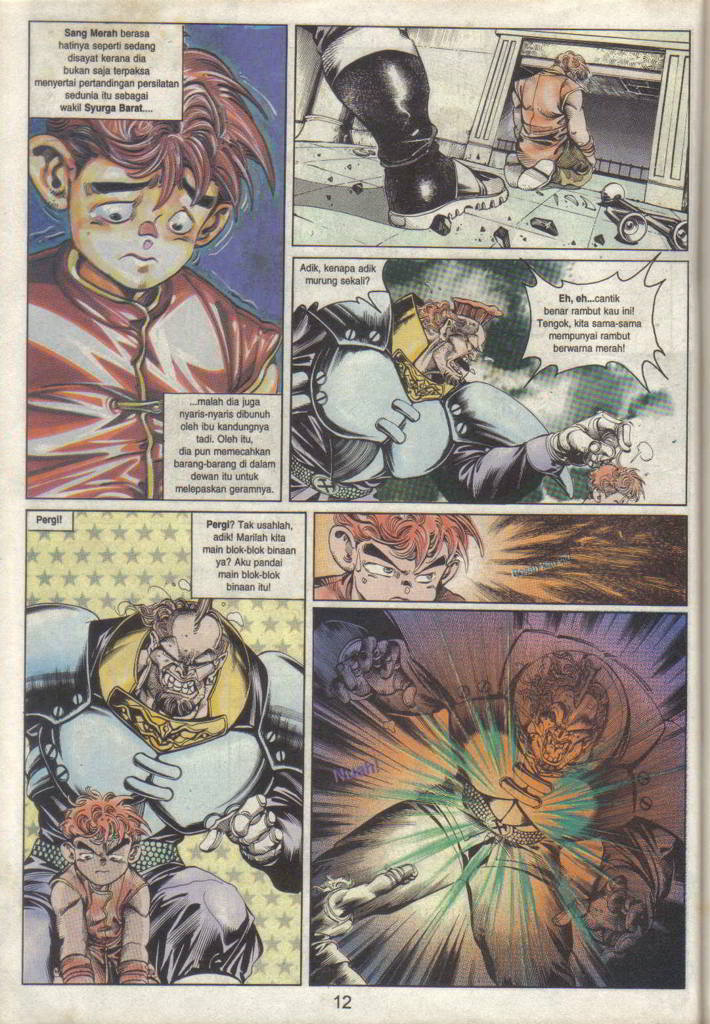 Sang Merah berasa
hatinya seperti sedang
disayat kerana dia
bukan saja terpaksa
menyertai pertandingan persilatan
sedunia itu sebagai
wakil Syurga Barat....
...malah dia juga
nyaris-nyaris dibunuh
oleh ibu kandungnya
tadi. Oleh itu,
dia pun memecahkan
barang-barang di dalam
dewan itu untuk
melepaskan geramnya.
Adik, kenapa adik
murung sekali?
Eh, eh...cantik
benar rambut kau ini!
Tengok, kita sama-sama
mempunyai rambut
berwarna merah!
Pergi!
Pergi? Tak usahlah,
adik! Marilah kita
main blok-blok binaan
ya? Aku pandai
main blok-blok
binaan itu!
Nuah!
12